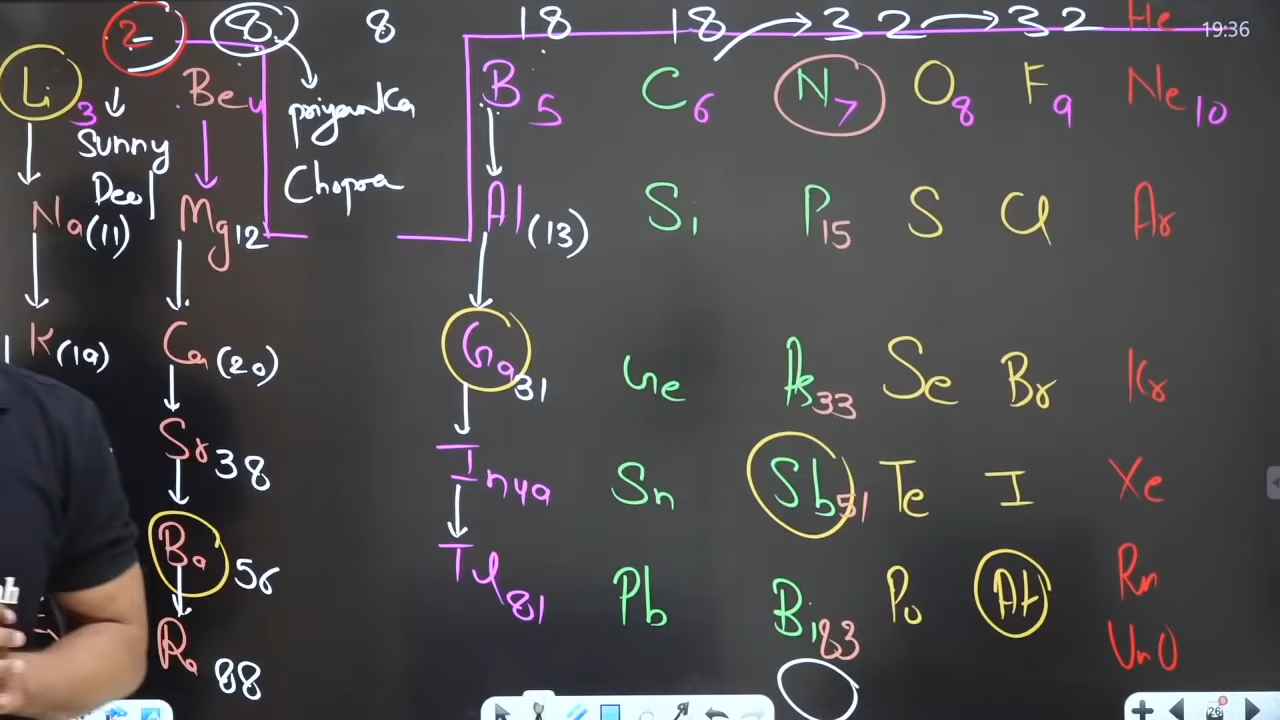 2 8 8 18 18 32 32 He 19:36
Li 3 Be 4 B 5 C 6 N 7 O 8 F 9 Ne 10
Sunny Deol
priyanka Chopra
Na (11) Mg 12 Al (13) Si P 15 S Cl Ar
K (19) Ca (20) Ga 31 Ge As 33 Se Br Kr
Sr 38 In 49 Sn Sb 51 Te I Xe
Ba 56 Tl 81 Pb Bi 83 Po At Rn
Ra 88 UnO
26